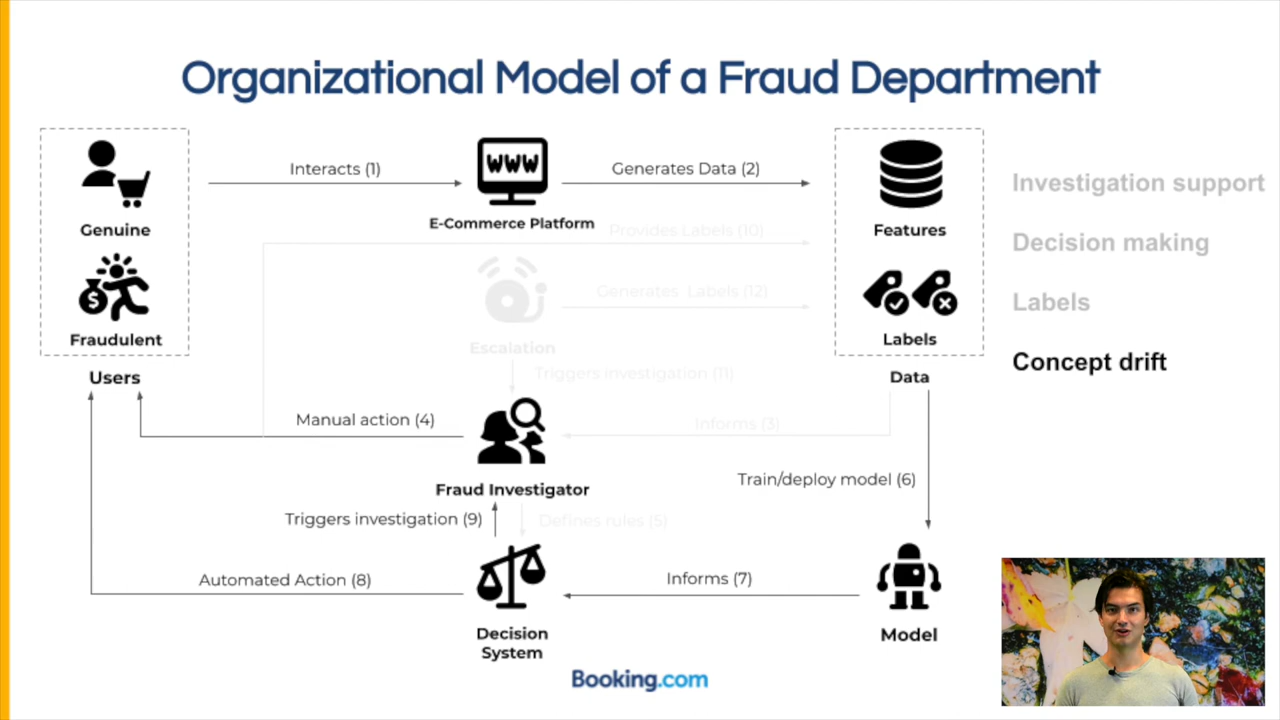 Organizational Model of a Fraud Department
Interacts (1)
WWW
Generates Data (2)
Investigation support
Genuine
E-Commerce Platform
Features
Provides Labels (10)
Decision making
Generates Labels (12)
Labels
Fraudulent
Escalation
Labels
Users
Triggers investigation (11)
Data
Concept drift
Manual action (4)
Informs (3)
Fraud Investigator
Train/deploy model (6)
Triggers investigation (9)
Defines rules (5)
Automated Action (8)
Informs (7)
Decision
System
Model
Booking.com